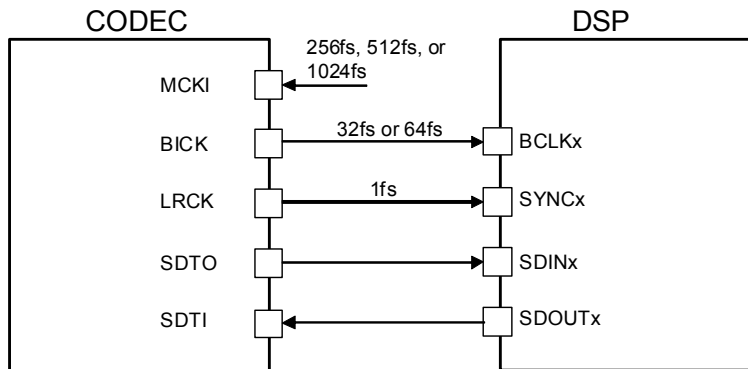 CODEC
DSP
256fs, 512fs, or
1024fs
MCKI
BICK
32fs or 64fs
BCLKx
LRCK
1fs
SYNCx
SDTO
SDINx
SDTI
SDOUTx